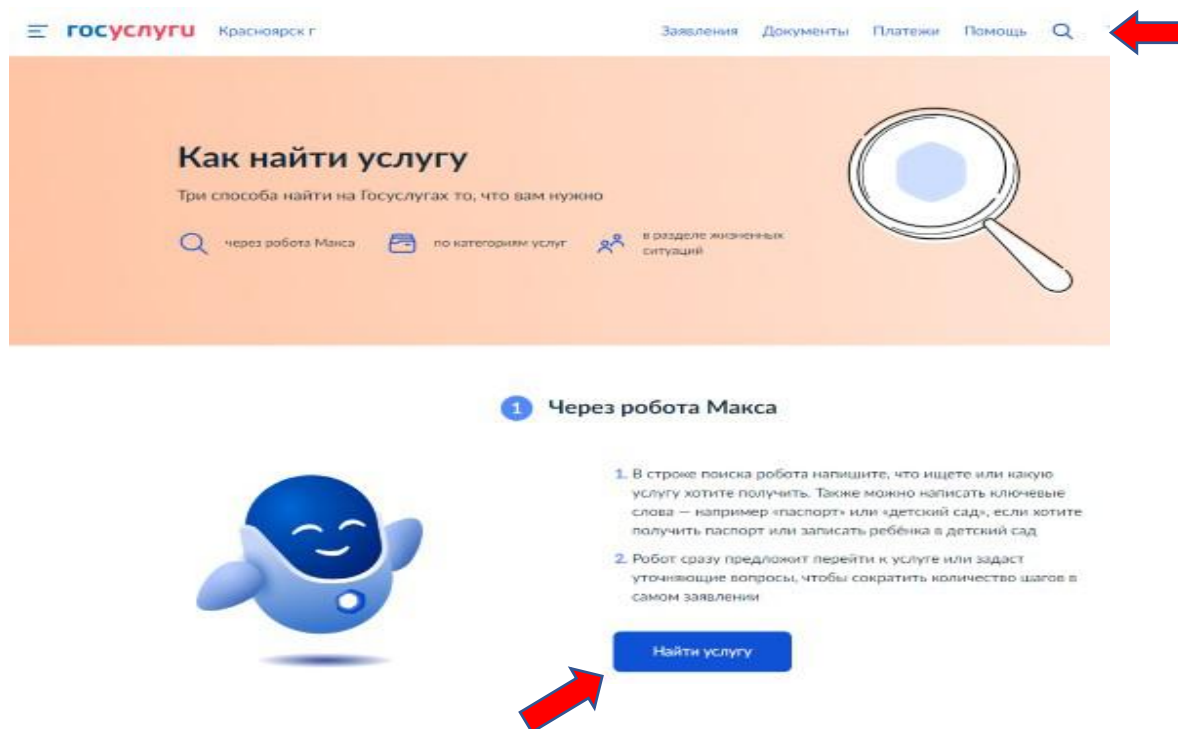 госуслуги Красноярск г Заявления Документы Платежи Помощь
Как найти услугу
Три способа найти на Госуслугах то, что вам нужно
через робота Макса по категориям услуг в разделе жизненных
ситуаций
1 Через робота Макса
1. В строке поиска робота напишите, что ищете или какую
услугу хотите получить. Также можно написать ключевые
слова — например «паспорт» или «детский сад», если хотите
получить паспорт или записать ребёнка в детский сад
2. Робот сразу предложит перейти к услуге или задаст
уточняющие вопросы, чтобы сократить количество шагов в
самом заявлении
Найти услугу